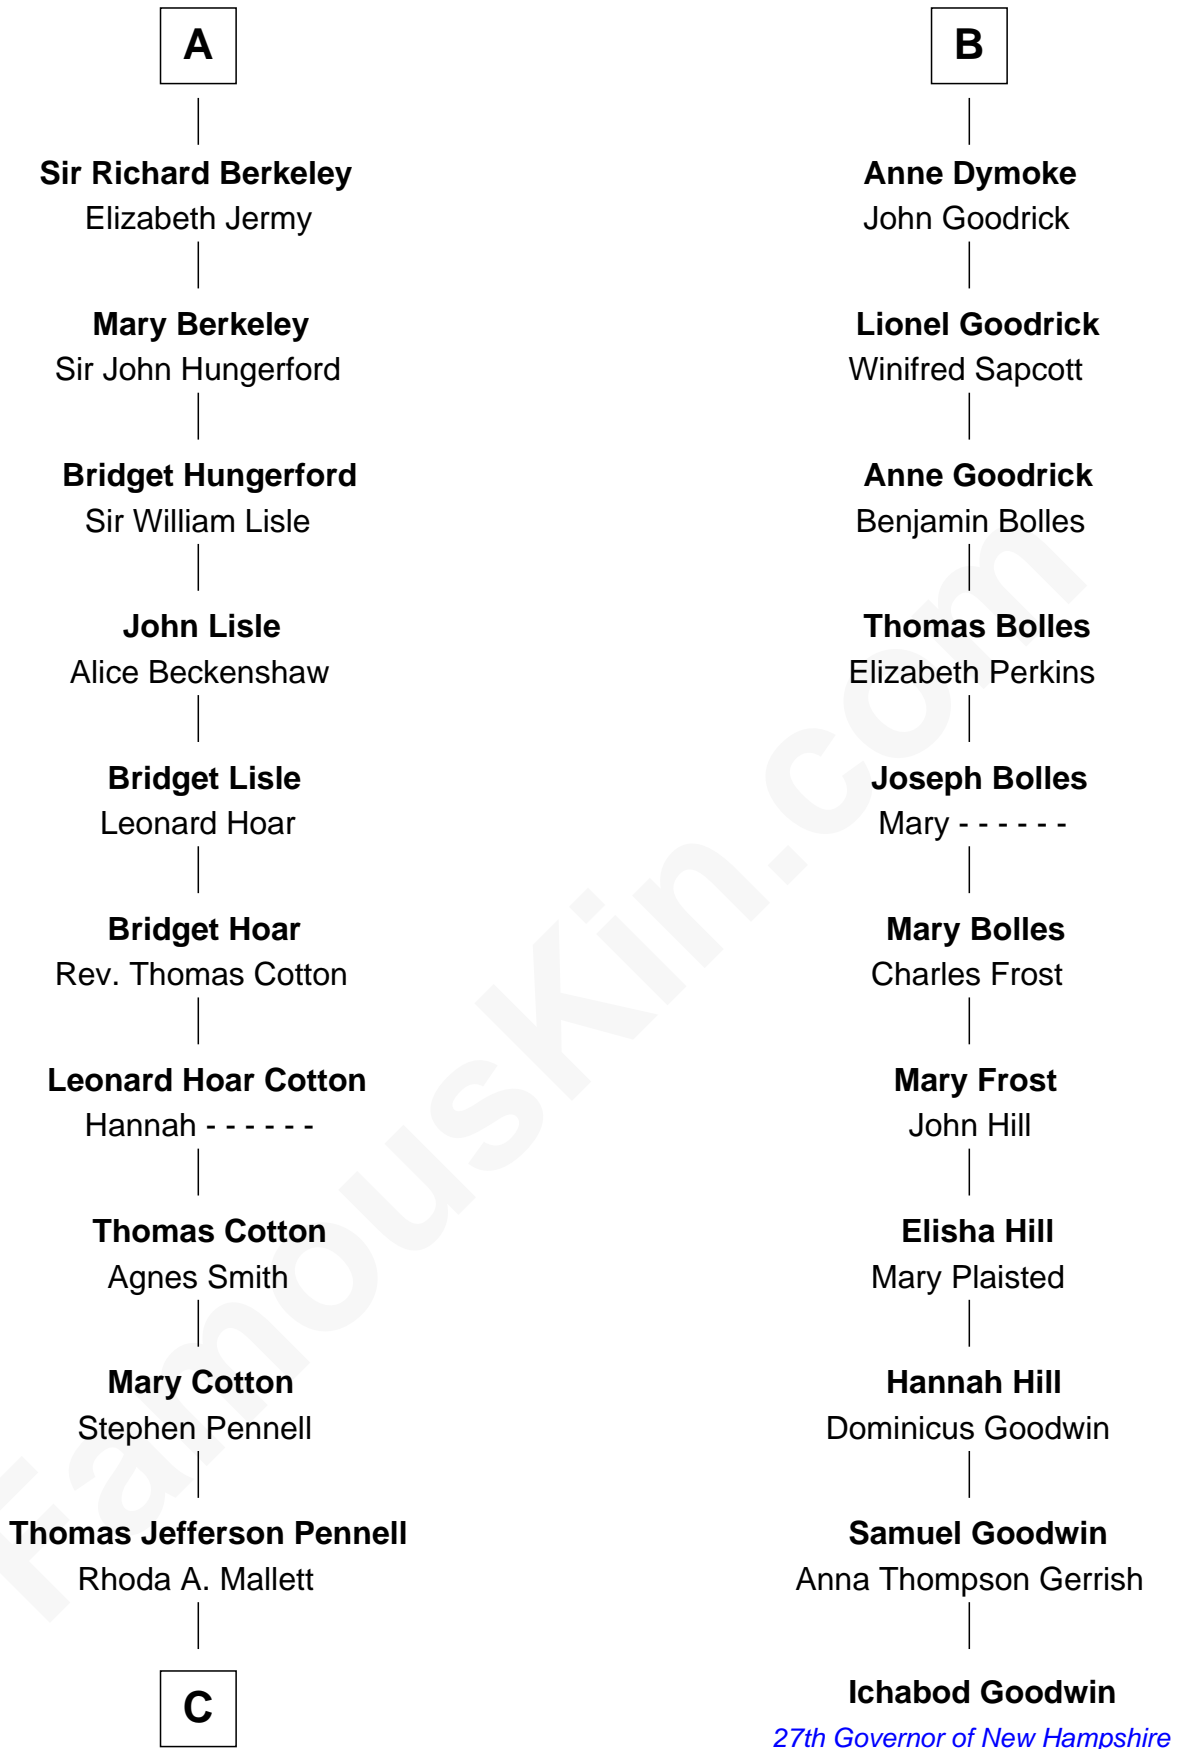 A
Sir Richard Berkeley
Elizabeth Jermy
Mary Berkeley
Sir John Hungerford
Bridget Hungerford
Sir William Lisle
John Lisle
Alice Beckenshaw
Bridget Lisle
Leonard Hoar
Bridget Hoar
Rev. Thomas Cotton
Leonard Hoar Cotton
Hannah - - - - - -
Thomas Cotton
Agnes Smith
Mary Cotton
Stephen Pennell
Thomas Jefferson Pennell
Rhoda A. Mallett
C
B
Anne Dymoke
John Goodrick
Lionel Goodrick
Winifred Sapcott
Anne Goodrick
Benjamin Bolles
Thomas Bolles
Elizabeth Perkins
Joseph Bolles
Mary - - - - - -
Mary Bolles
Charles Frost
Mary Frost
John Hill
Elisha Hill
Mary Plaisted
Hannah Hill
Dominicus Goodwin
Samuel Goodwin
Anna Thompson Gerrish
Ichabod Goodwin
27th Governor of New Hampshire
FamousKin.com